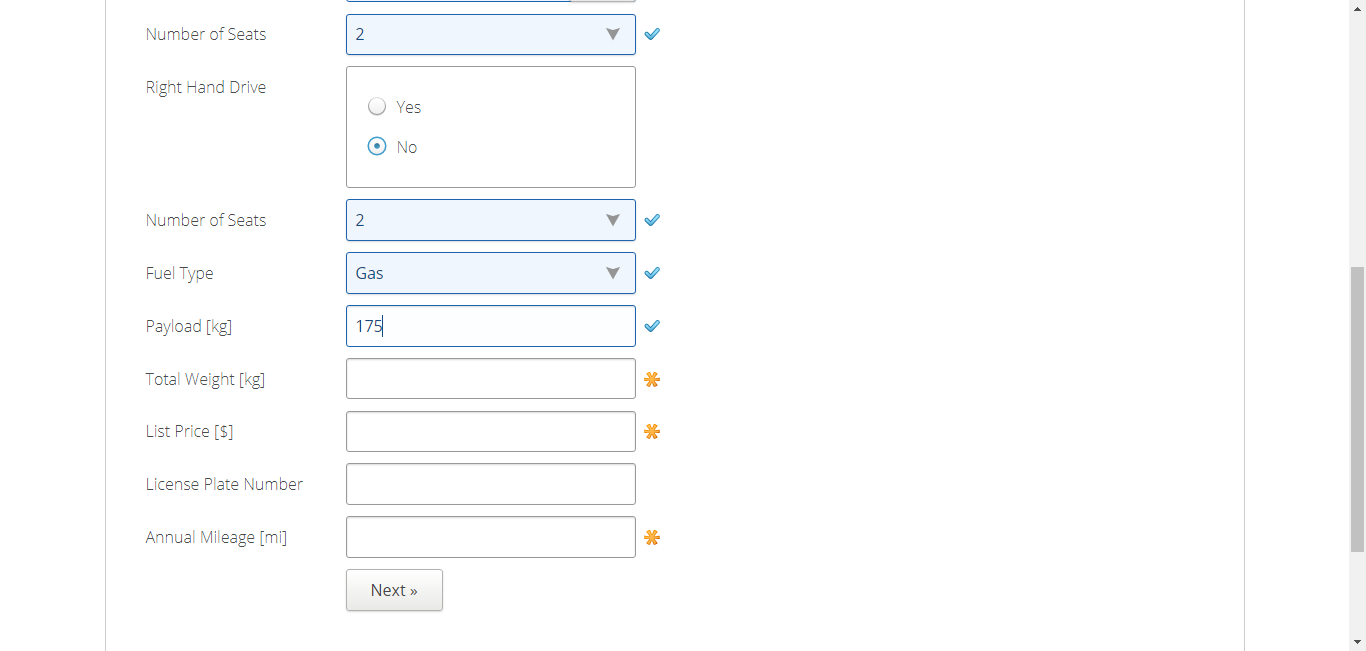 Number of Seats 2
Right Hand Drive
Yes
No
Number of Seats 2
Fuel Type Gas
Payload [kg] 175
Total Weight [kg]
List Price [$]
License Plate Number
Annual Mileage [mi]
Next »